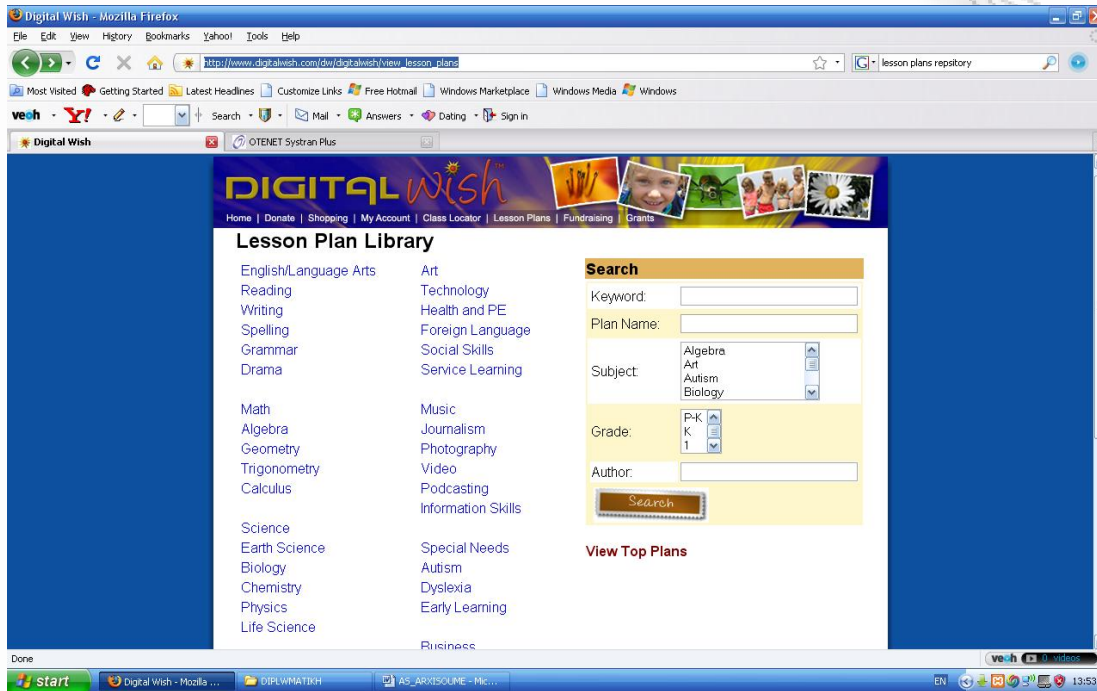 Digital Wish - Mozilla Firefox
File Edit View History Bookmarks Yahoo! Tools Help
http://www.digitalwish.com/dw/digitalwish/view_lesson_plans
lesson plans repsitory
Most Visited Getting Started Latest Headlines Customize Links Free Hotmail Windows Marketplace Windows Media Windows
veoh Y! Search Mail Answers Dating Sign in
Digital Wish OTENET Systran Plus
DIGITAL Wish™
Home | Donate | Shopping | My Account | Class Locator | Lesson Plans | Fundraising | Grants
Lesson Plan Library
English/Language Arts
Reading
Writing
Spelling
Grammar
Drama
Math
Algebra
Geometry
Trigonometry
Calculus
Science
Earth Science
Biology
Chemistry
Physics
Life Science
Art
Technology
Health and PE
Foreign Language
Social Skills
Service Learning
Music
Journalism
Photography
Video
Podcasting
Information Skills
Special Needs
Autism
Dyslexia
Early Learning
Business
Search
Keyword:
Plan Name:
Subject:
Algebra
Art
Autism
Biology
Grade:
P-K
K
1
Author:
Search
View Top Plans
Done
veoh 0 videos
start Digital Wish - Mozilla ... DIPLWMATIKH AS_ARXISOUME - Mic... EN 13:53